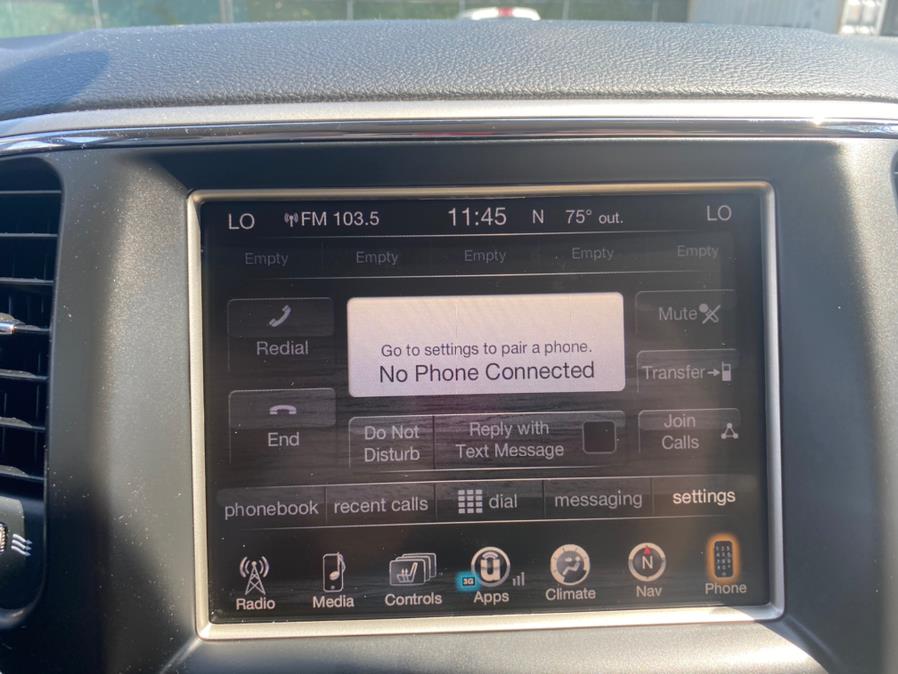 LO FM 103.5 11:45 N 75° out. LO
Empty Empty Empty Empty Empty
Redial
Go to settings to pair a phone.
No Phone Connected
Mute
Transfer
End
Do Not
Disturb
Reply with
Text Message
Join
Calls
phonebook recent calls dial messaging settings
3G
N
Radio Media Controls Apps Climate Nav Phone